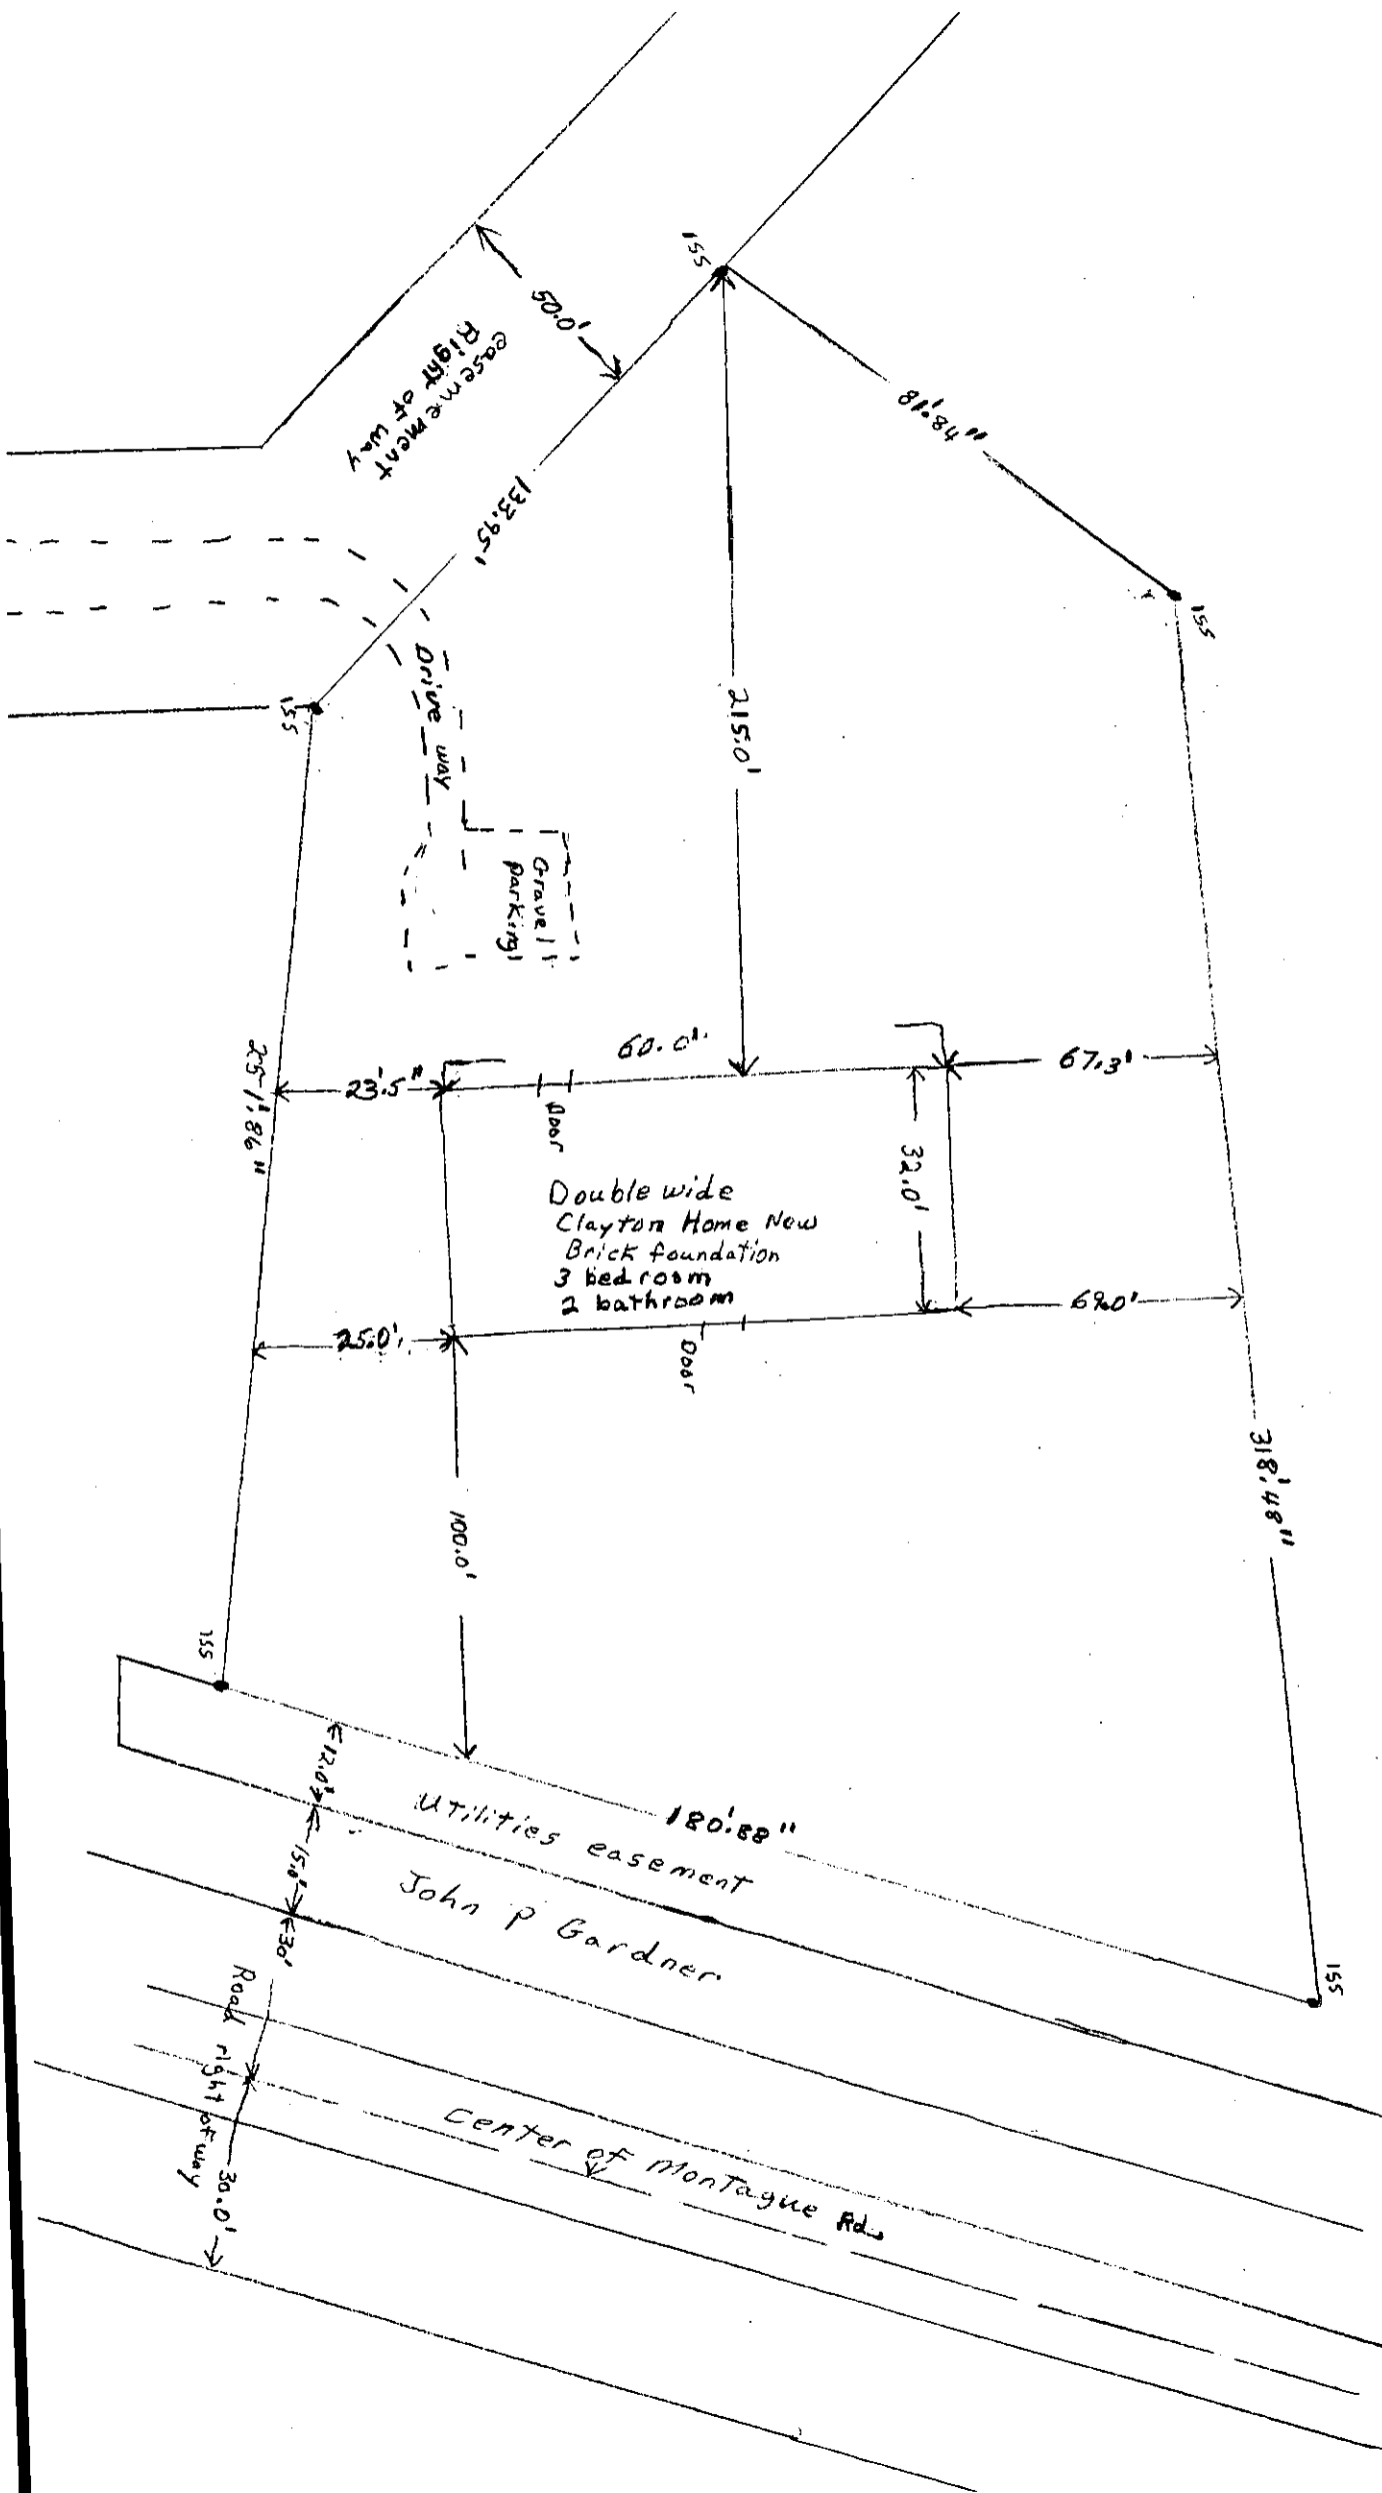 155
50.0'
easemement
Right of way
133.95'
81'.84"
155
155
Drive way
215.0'
Gravel
parking
60.0'
67.3'
23'.5"
Door
32.0'
Double wide
Clayton Home New
Brick foundation
3 bedroom
2 bathroom
69.0'
25.0'
Door
251'.86"
318'.48"
100.0'
155
12.0'
180'.88"
Utilities easement
15.0'
John P Gardner
155
30'
Road right of way
Center of Montague Rd.
30.0'